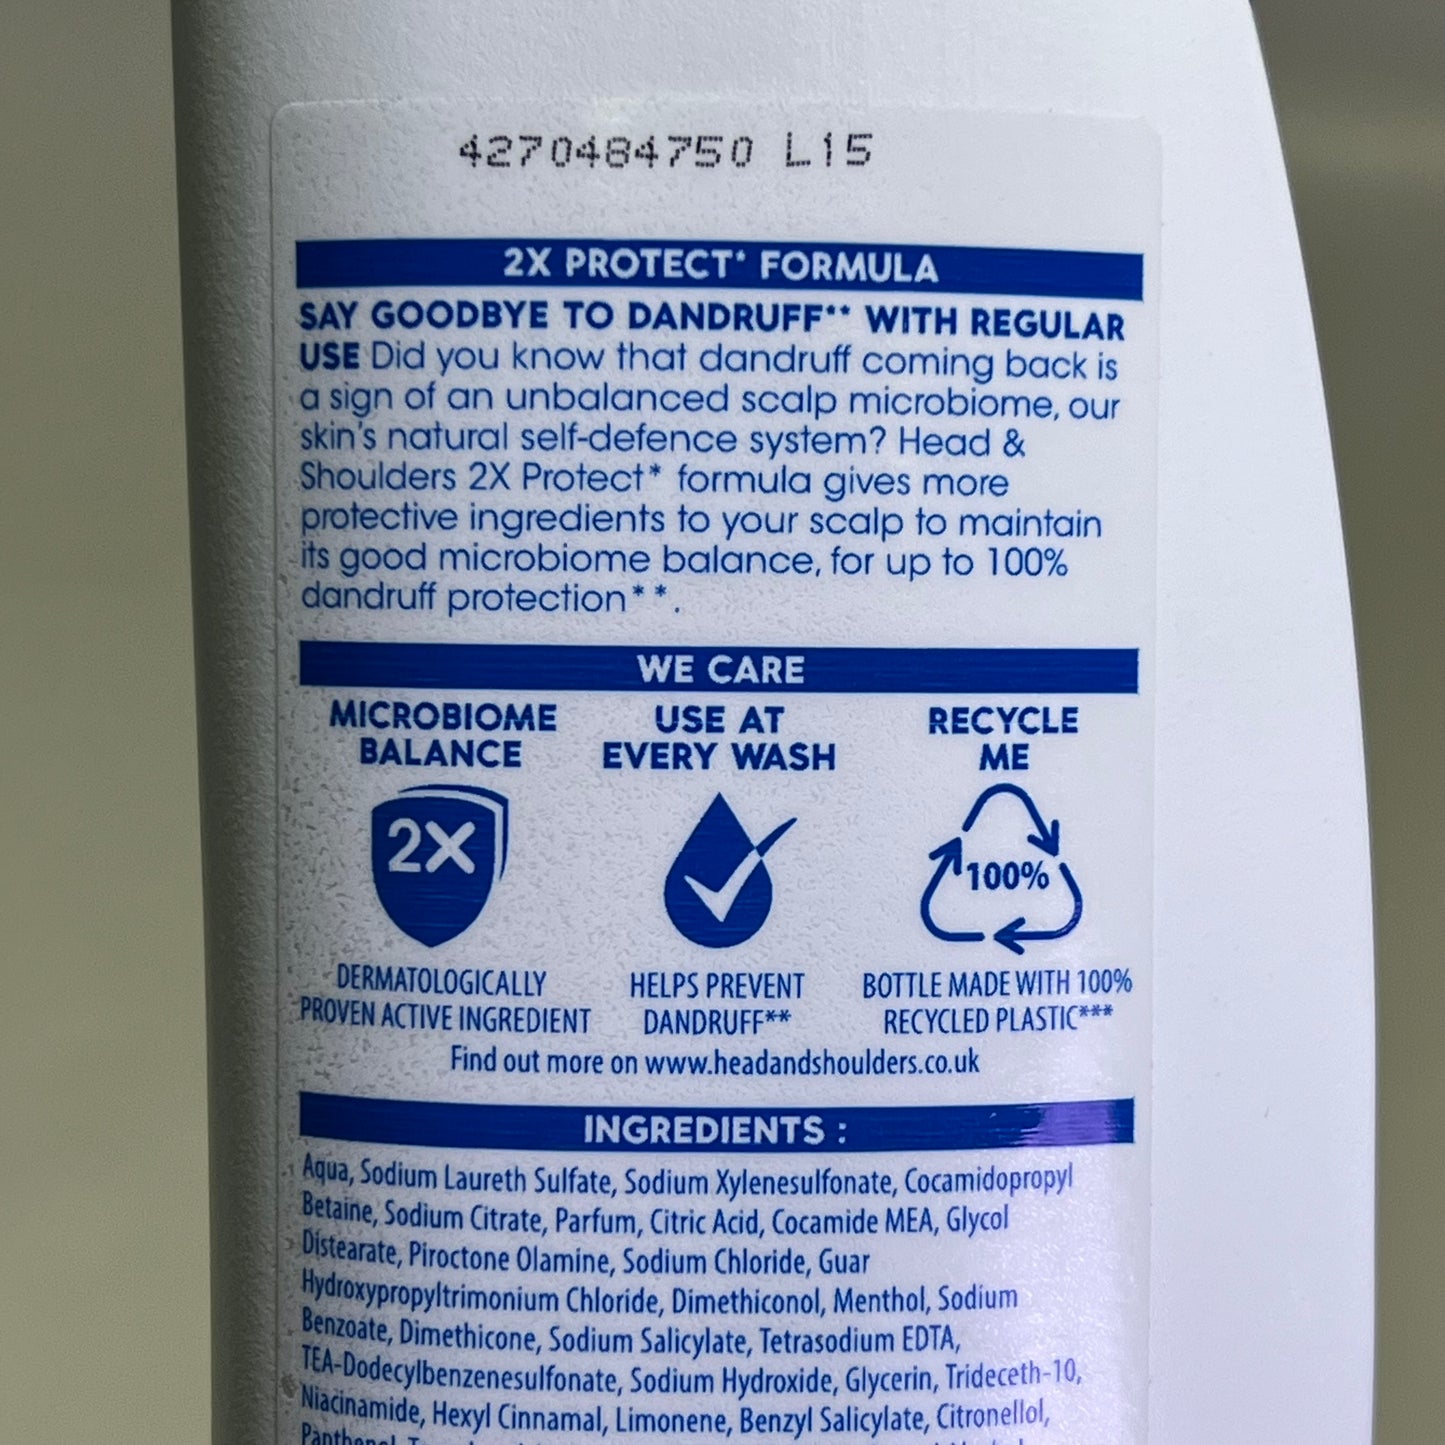 4270484750 L15
2X PROTECT* FORMULA
SAY GOODBYE TO DANDRUFF** WITH REGULAR
USE Did you know that dandruff coming back is
a sign of an unbalanced scalp microbiome, our
skin's natural self-defence system? Head &
Shoulders 2X Protect* formula gives more
protective ingredients to your scalp to maintain
its good microbiome balance, for up to 100%
dandruff protection**.
WE CARE
MICROBIOME
BALANCE
2X
DERMATOLOGICALLY
PROVEN ACTIVE INGREDIENT
USE AT
EVERY WASH
HELPS PREVENT
DANDRUFF**
RECYCLE
ME
100%
BOTTLE MADE WITH 100%
RECYCLED PLASTIC***
Find out more on www.headandshoulders.co.uk
INGREDIENTS :
Aqua, Sodium Laureth Sulfate, Sodium Xylenesulfonate, Cocamidopropyl
Betaine, Sodium Citrate, Parfum, Citric Acid, Cocamide MEA, Glycol
Distearate, Piroctone Olamine, Sodium Chloride, Guar
Hydroxypropyltrimonium Chloride, Dimethiconol, Menthol, Sodium
Benzoate, Dimethicone, Sodium Salicylate, Tetrasodium EDTA,
TEA-Dodecylbenzenesulfonate, Sodium Hydroxide, Glycerin, Trideceth-10,
Niacinamide, Hexyl Cinnamal, Limonene, Benzyl Salicylate, Citronellol,
Panthenol,